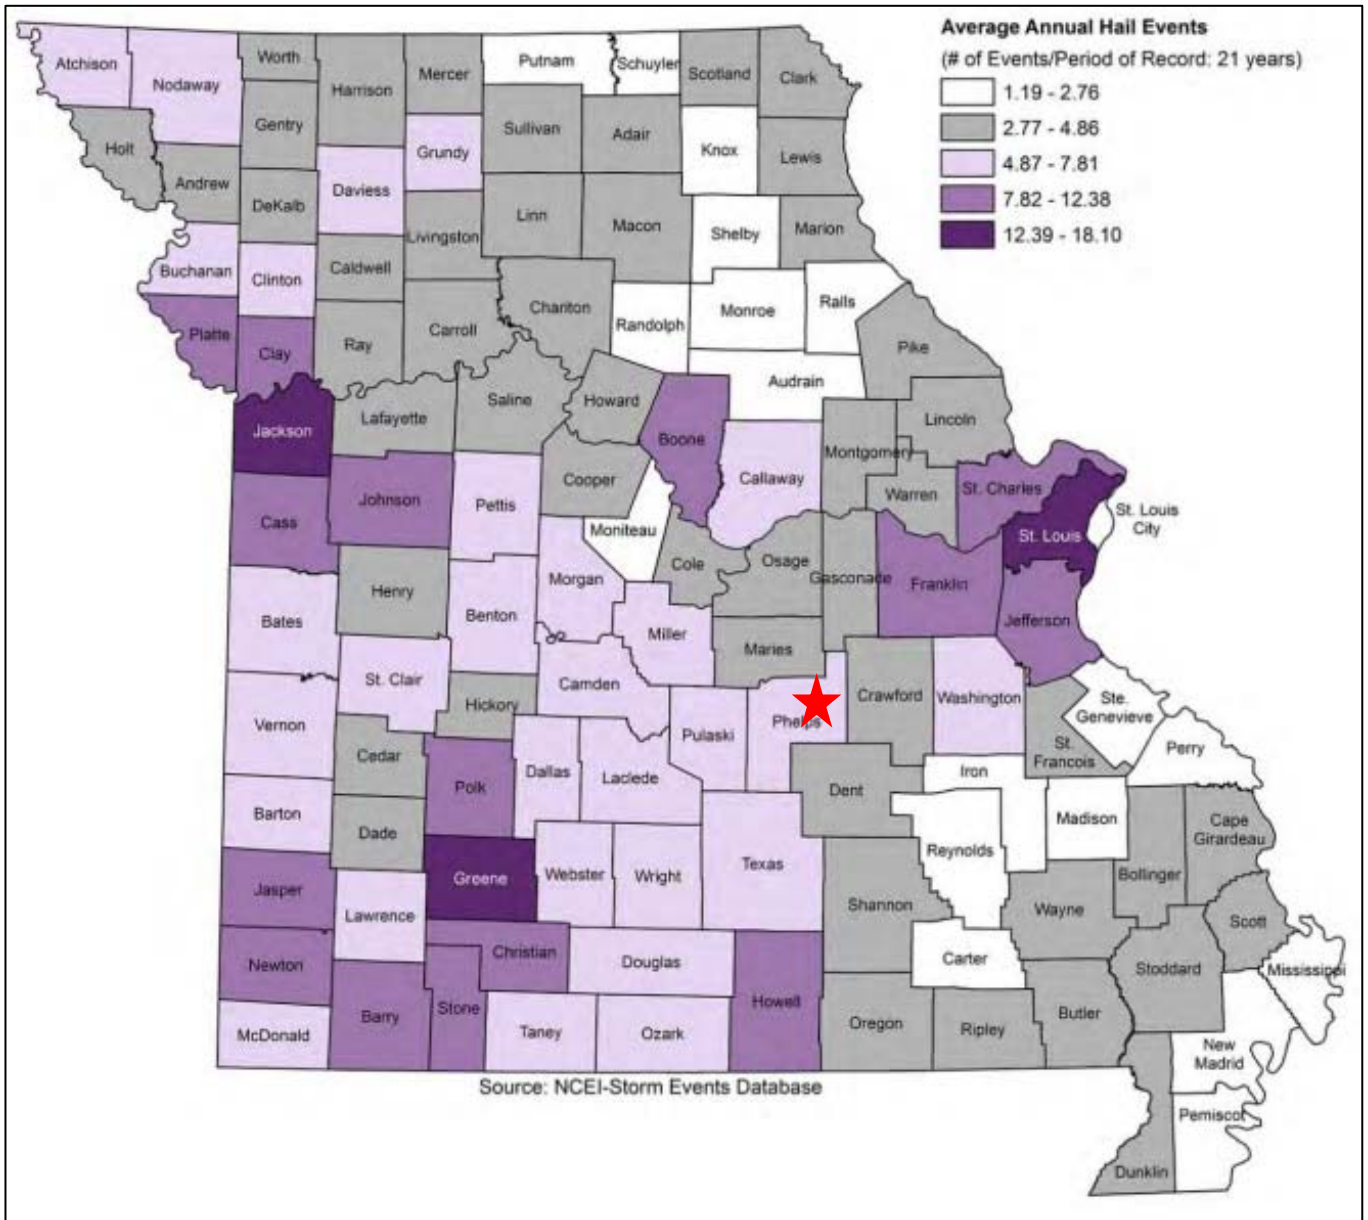 Average Annual Hail Events
(# of Events/Period of Record: 21 years)
1.19 - 2.76
2.77 - 4.86
4.87 - 7.81
7.82 - 12.38
12.39 - 18.10
Atchison
Nodaway
Worth
Harrison
Mercer
Putnam
Schuyler
Scotland
Clark
Holt
Andrew
Gentry
DeKalb
Daviess
Grundy
Sullivan
Adair
Knox
Lewis
Buchanan
Clinton
Caldwell
Livingston
Linn
Macon
Shelby
Marion
Platte
Clay
Ray
Carroll
Chariton
Randolph
Monroe
Ralls
Pike
Audrain
Jackson
Lafayette
Saline
Howard
Boone
Callaway
Montgomery
Lincoln
Warren
St. Charles
St. Louis
St. Louis
City
Cass
Johnson
Pettis
Cooper
Moniteau
Cole
Osage
Gasconade
Franklin
Jefferson
Bates
Henry
Benton
Morgan
Miller
Maries
St. Clair
Hickory
Camden
Pulaski
Phelps
Crawford
Washington
Ste.
Genevieve
St.
Francois
Perry
Vernon
Cedar
Polk
Dallas
Laclede
Dent
Iron
Madison
Reynolds
Bollinger
Cape
Girardeau
Barton
Dade
Greene
Webster
Wright
Texas
Shannon
Wayne
Scott
Jasper
Lawrence
Christian
Douglas
Howell
Carter
Stoddard
Mississippi
Newton
Barry
Stone
Taney
Ozark
Oregon
Ripley
Butler
New
Madrid
McDonald
Pemiscot
Dunklin
Source: NCEI-Storm Events Database